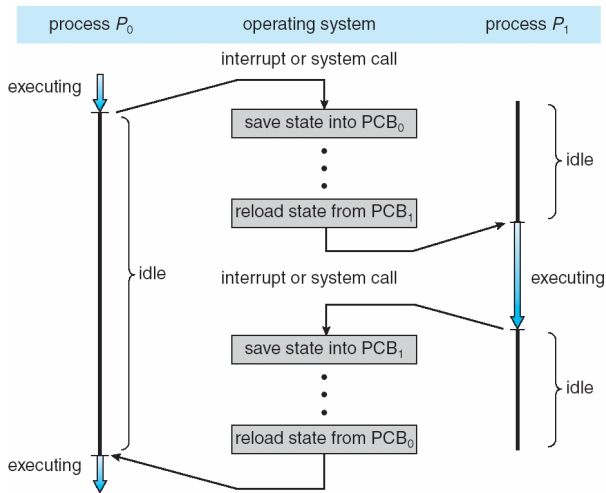 process P₀ operating system process P₁
interrupt or system call
executing
save state into PCB₀
idle
reload state from PCB₁
idle
interrupt or system call
executing
save state into PCB₁
idle
reload state from PCB₀
executing